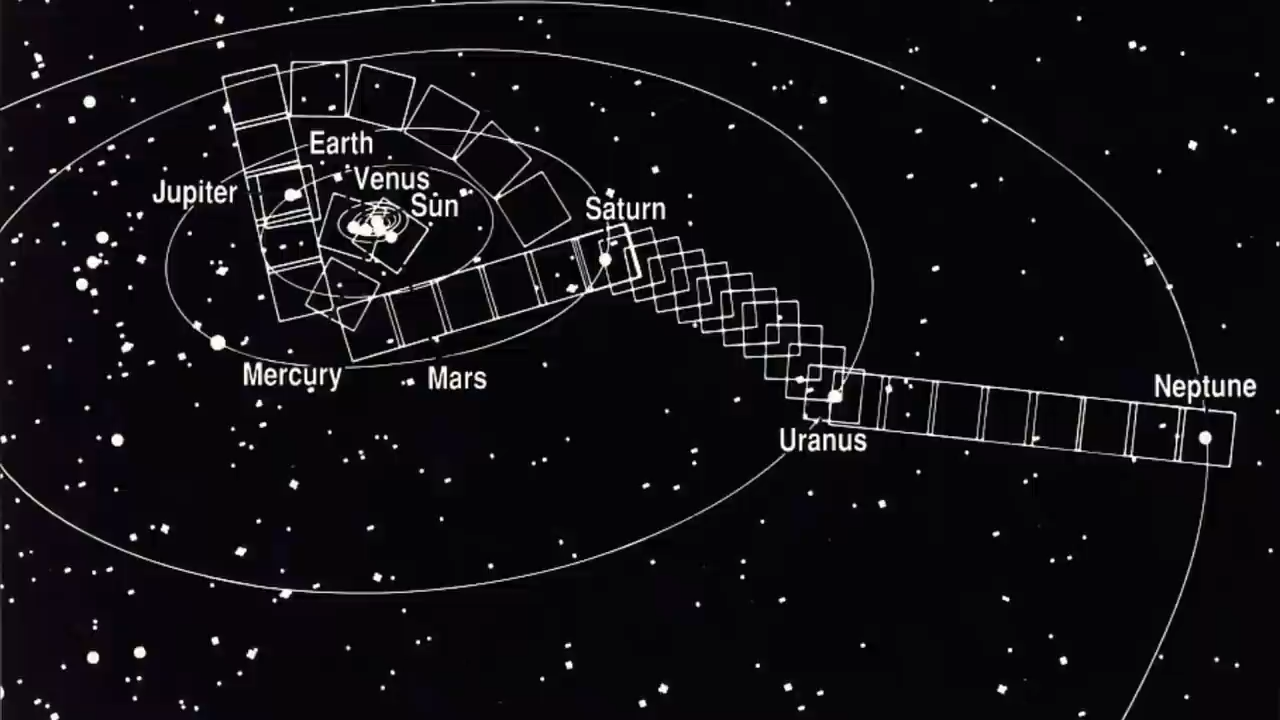 Earth
Venus
Jupiter
Sun
Saturn
Mercury
Mars
Neptune
Uranus